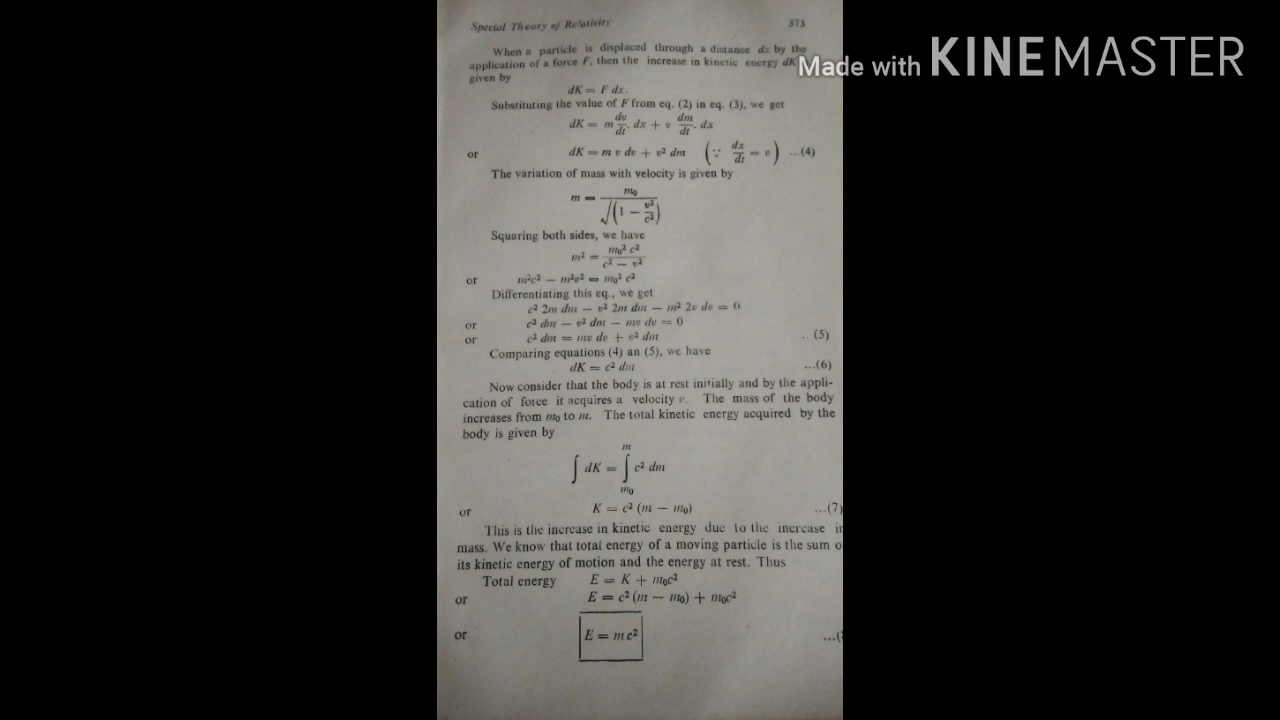 Special Theory of Relativity 373
Made with KINEMASTER
When a particle is displaced through a distance dx by the
application of a force F, then the increase in kinetic energy dK
given by
dK = F dx.
Substituting the value of F from eq. (2) in eq. (3), we get
dK = m dv/dt. dx + v dm/dt. dx
or dK = m v dv + v² dm (∵ dx/dt = v) ...(4)
The variation of mass with velocity is given by
m = m₀/√(1 − v²/c²)
Squaring both sides, we have
m² = m₀² c²/c² − v²
or m²c² − m²v² = m₀² c²
Differentiating this eq., we get
c² 2m dm − v² 2m dm − m² 2v dv = 0
or c² dm − v² dm − mv dv = 0
or c² dm = mv dv + v² dm .. (5)
Comparing equations (4) an (5), we have
dK = c² dm ...(6)
Now consider that the body is at rest initially and by the appli-
cation of force it acquires a velocity v. The mass of the body
increases from m₀ to m. The total kinetic energy acquired by the
body is given by
∫ dK = ∫ₘ₀ᵐ c² dm
or K = c² (m − m₀) ...(7)
This is the increase in kinetic energy due to the increase in
mass. We know that total energy of a moving particle is the sum o
its kinetic energy of motion and the energy at rest. Thus
Total energy E = K + m₀c²
or E = c² (m − m₀) + m₀c²
or E = mc² ...(